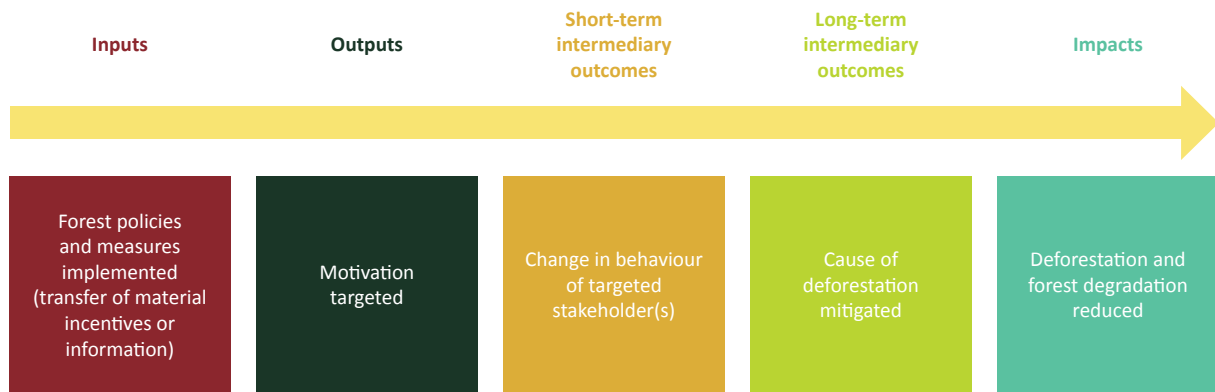 Inputs
Outputs
Short-term
intermediary
outcomes
Long-term
intermediary
outcomes
Impacts
Forest policies
and measures
implemented
(transfer of material
incentives or
information)
Motivation
targeted
Change in behaviour
of targeted
stakeholder(s)
Cause of
deforestation
mitigated
Deforestation and
forest degradation
reduced